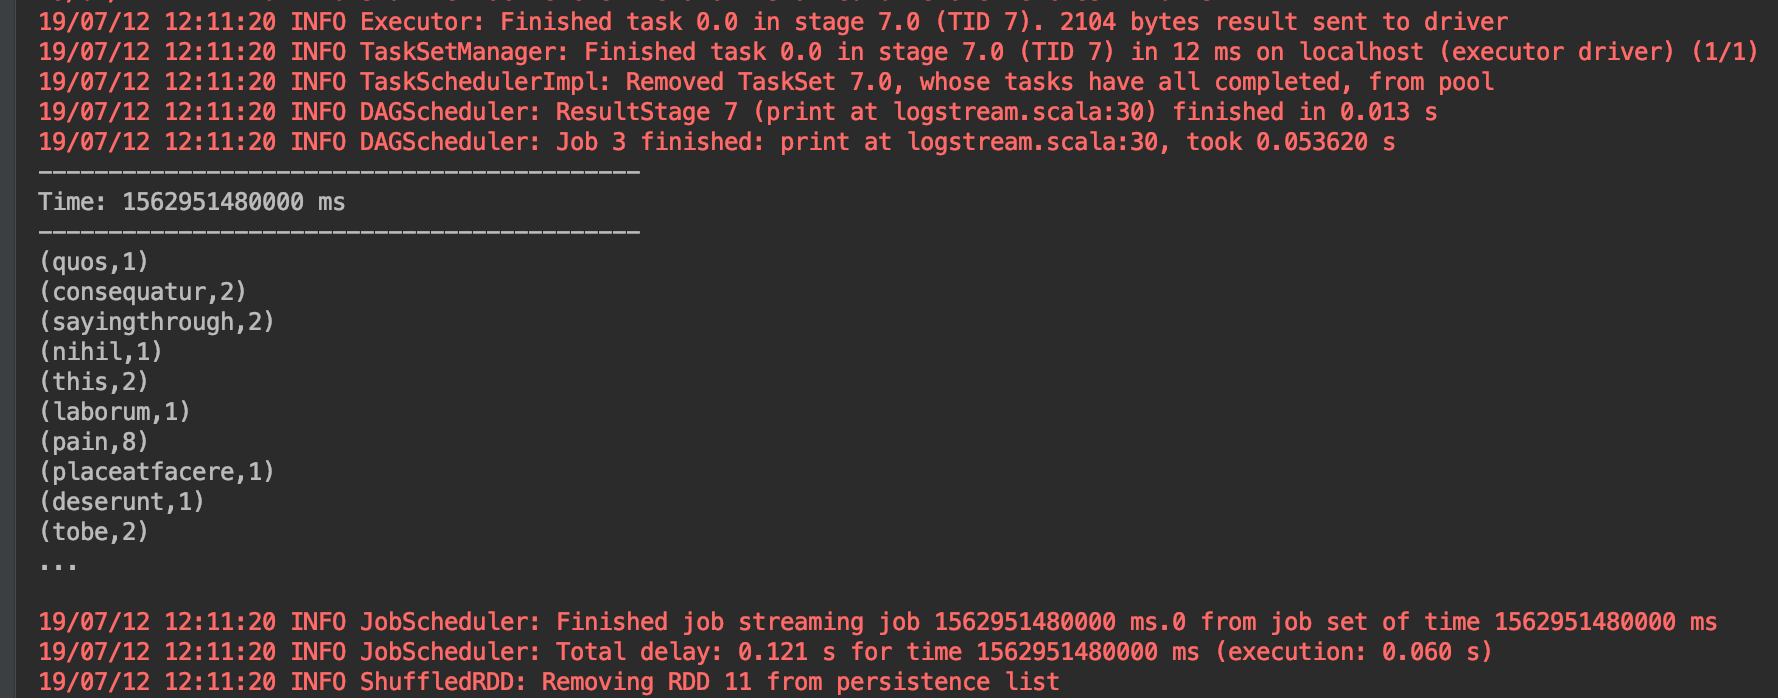 19/07/12 12:11:20 INFO Executor: Finished task 0.0 in stage 7.0 (TID 7). 2104 bytes result sent to driver
19/07/12 12:11:20 INFO TaskSetManager: Finished task 0.0 in stage 7.0 (TID 7) in 12 ms on localhost (executor driver) (1/1)
19/07/12 12:11:20 INFO TaskSchedulerImpl: Removed TaskSet 7.0, whose tasks have all completed, from pool
19/07/12 12:11:20 INFO DAGScheduler: ResultStage 7 (print at logstream.scala:30) finished in 0.013 s
19/07/12 12:11:20 INFO DAGScheduler: Job 3 finished: print at logstream.scala:30, took 0.053620 s
-------------------------------------------
Time: 1562951480000 ms
-------------------------------------------
(quos,1)
(consequatur,2)
(sayingthrough,2)
(nihil,1)
(this,2)
(laborum,1)
(pain,8)
(placeatfacere,1)
(deserunt,1)
(tobe,2)
...
19/07/12 12:11:20 INFO JobScheduler: Finished job streaming job 1562951480000 ms.0 from job set of time 1562951480000 ms
19/07/12 12:11:20 INFO JobScheduler: Total delay: 0.121 s for time 1562951480000 ms (execution: 0.060 s)
19/07/12 12:11:20 INFO ShuffledRDD: Removing RDD 11 from persistence list